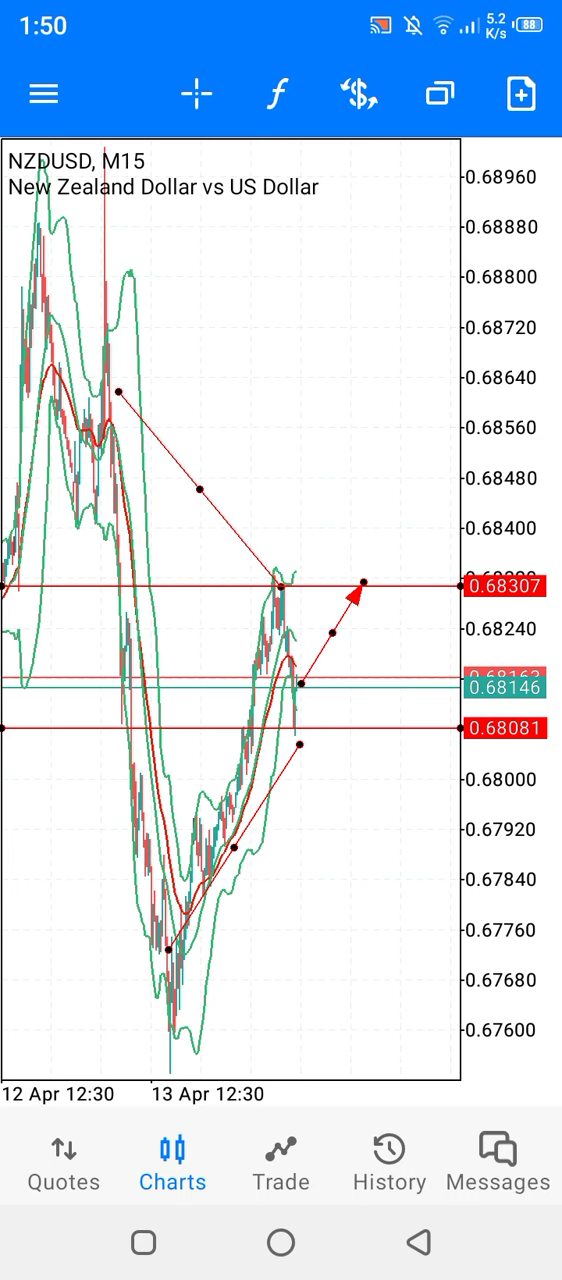 1:50
5.2
K/s
88
f
$
NZDUSD, M15
New Zealand Dollar vs US Dollar
0.68960
0.68880
0.68800
0.68720
0.68640
0.68560
0.68480
0.68400
0.68307
0.68240
0.68146
0.68081
0.68000
0.67920
0.67840
0.67760
0.67680
0.67600
12 Apr 12:30
13 Apr 12:30
Quotes
Charts
Trade
History
Messages